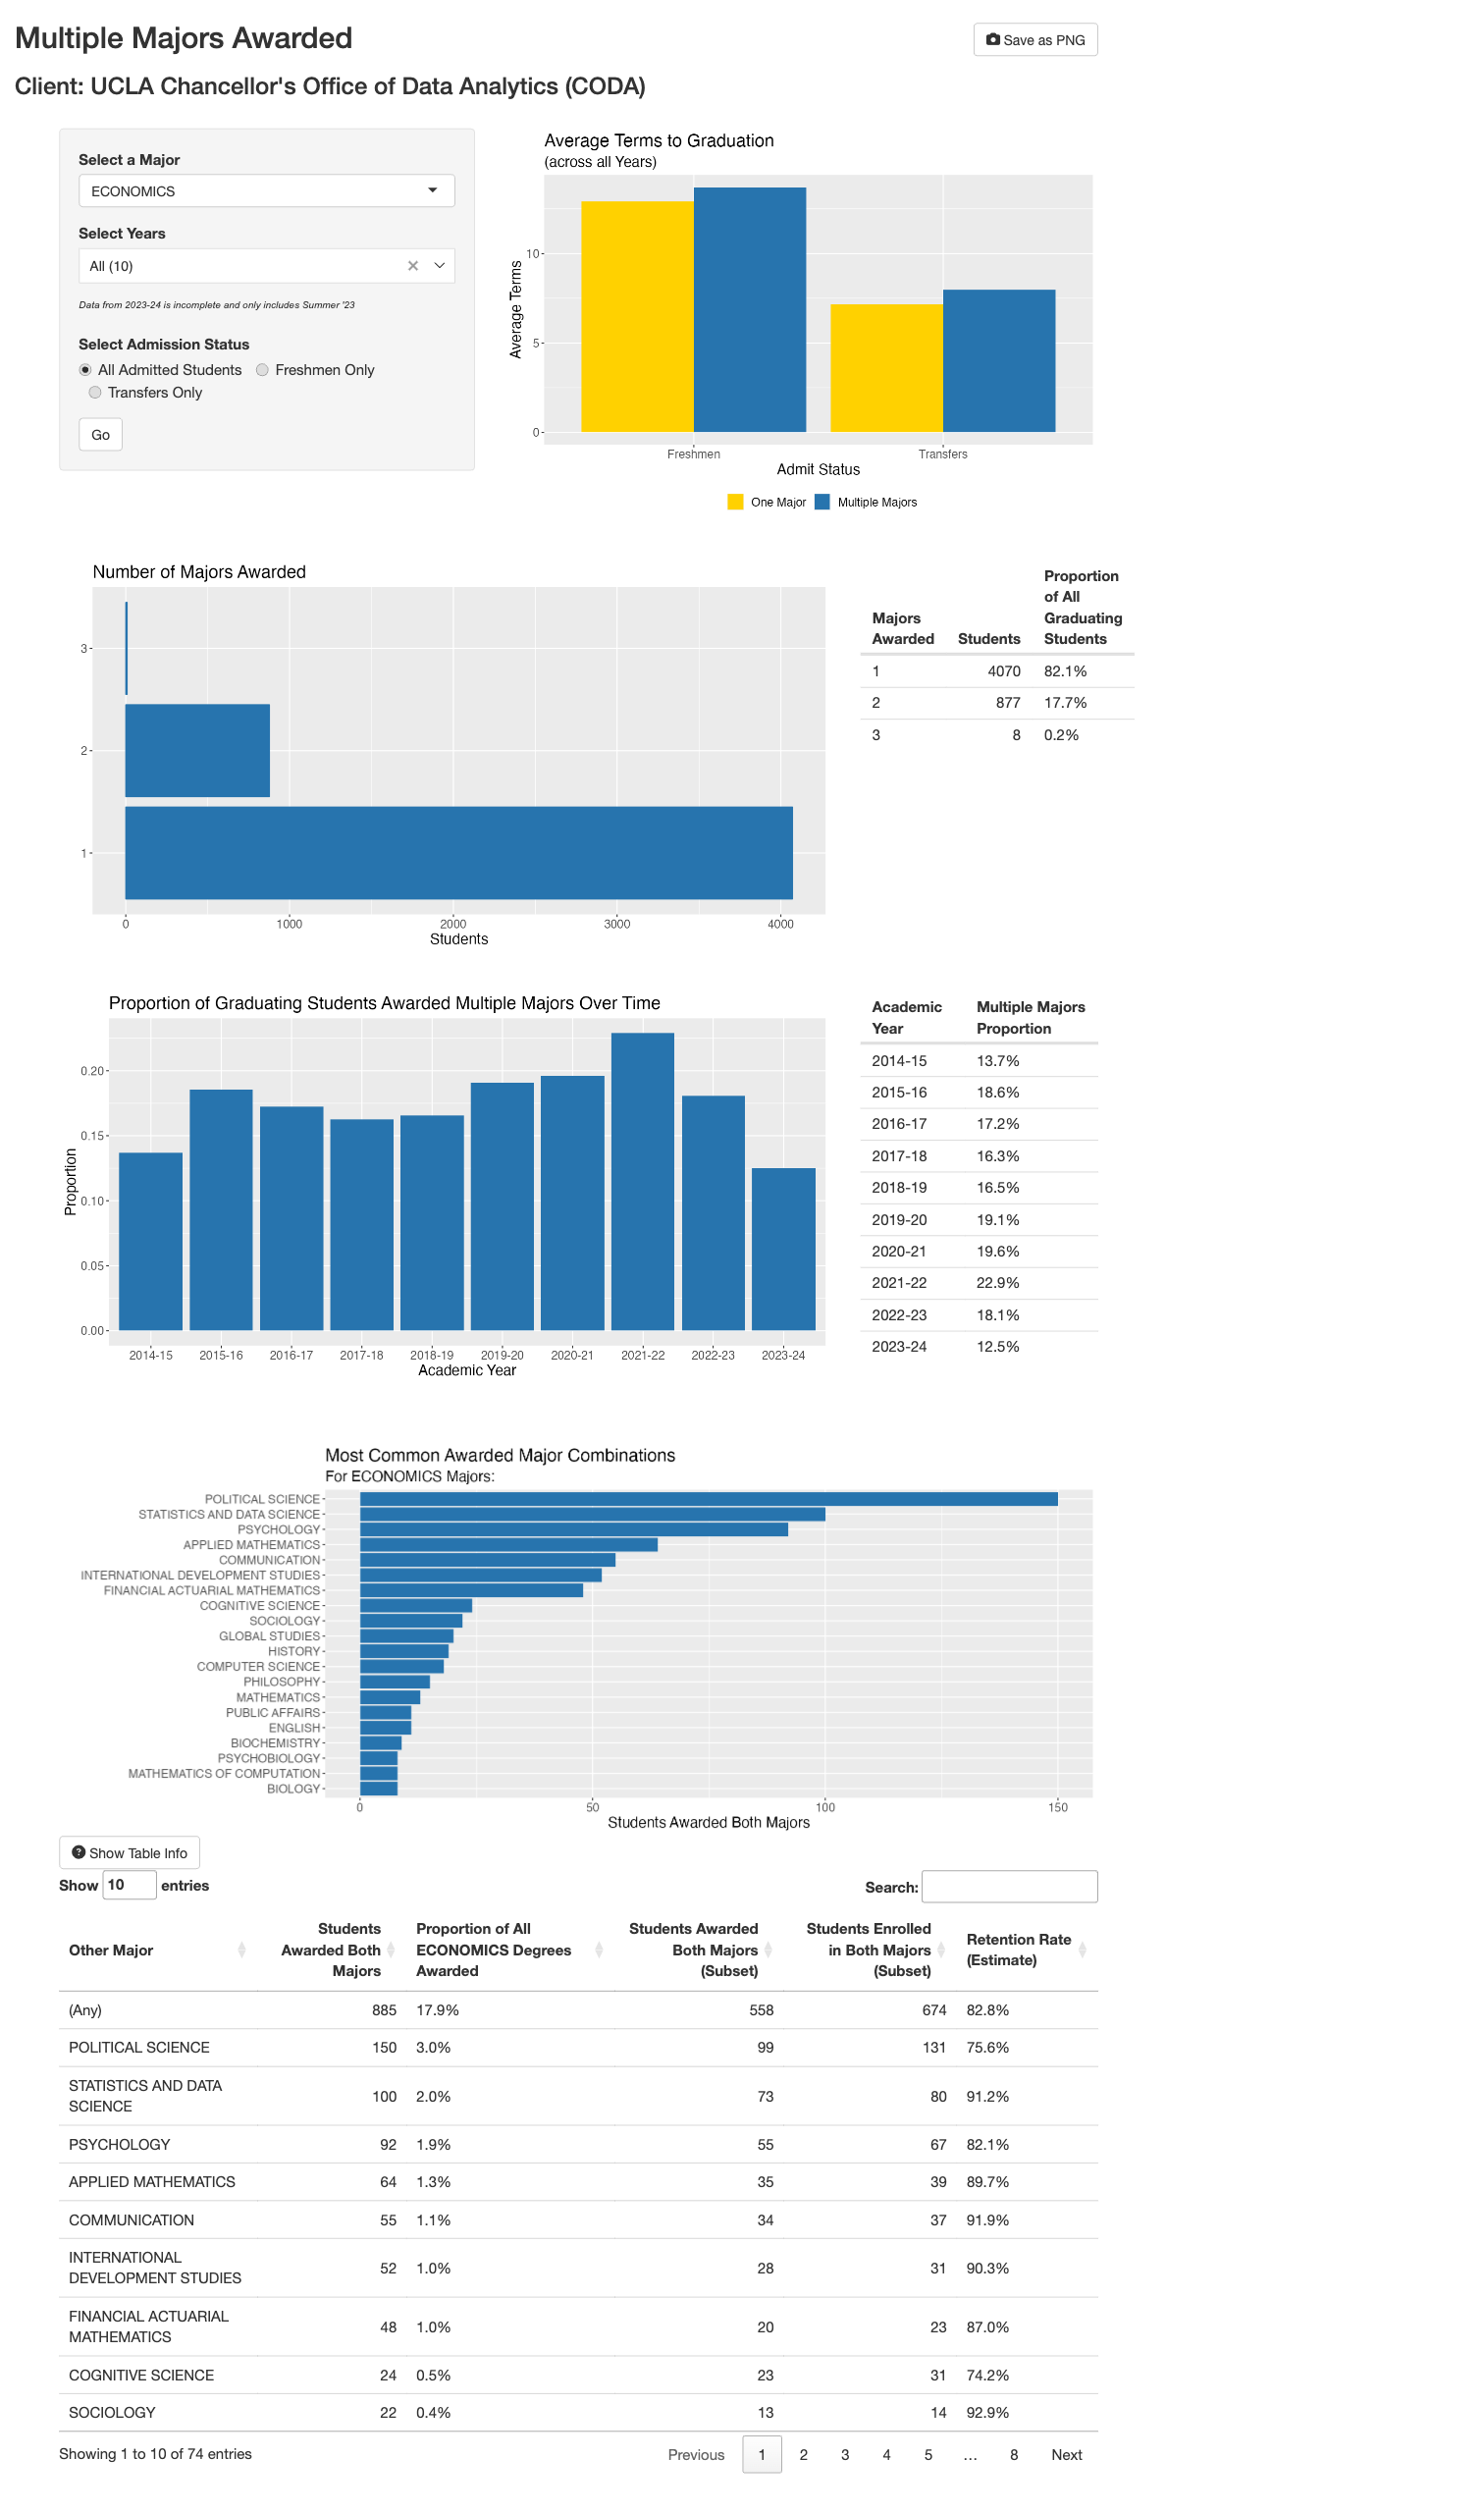 Multiple Majors Awarded
Save as PNG
Client: UCLA Chancellor's Office of Data Analytics (CODA)
Select a Major
ECONOMICS
Select Years
All (10)
Data from 2023-24 is incomplete and only includes Summer '23
Select Admission Status
All Admitted Students Freshmen Only
Transfers Only
Go
Average Terms to Graduation
(across all Years)
Average Terms
10
5
0
Freshmen Transfers
Admit Status
One Major Multiple Majors
Number of Majors Awarded
3
2
1
0 1000 2000 3000 4000
Students
Majors Awarded Students Proportion of All Graduating Students
1 4070 82.1%
2 877 17.7%
3 8 0.2%
Proportion of Graduating Students Awarded Multiple Majors Over Time
Proportion
0.20
0.15
0.10
0.05
0.00
2014-15 2015-16 2016-17 2017-18 2018-19 2019-20 2020-21 2021-22 2022-23 2023-24
Academic Year
Academic Year Multiple Majors Proportion
2014-15 13.7%
2015-16 18.6%
2016-17 17.2%
2017-18 16.3%
2018-19 16.5%
2019-20 19.1%
2020-21 19.6%
2021-22 22.9%
2022-23 18.1%
2023-24 12.5%
Most Common Awarded Major Combinations
For ECONOMICS Majors:
POLITICAL SCIENCE
STATISTICS AND DATA SCIENCE
PSYCHOLOGY
APPLIED MATHEMATICS
COMMUNICATION
INTERNATIONAL DEVELOPMENT STUDIES
FINANCIAL ACTUARIAL MATHEMATICS
COGNITIVE SCIENCE
SOCIOLOGY
GLOBAL STUDIES
HISTORY
COMPUTER SCIENCE
PHILOSOPHY
MATHEMATICS
PUBLIC AFFAIRS
ENGLISH
BIOCHEMISTRY
PSYCHOBIOLOGY
MATHEMATICS OF COMPUTATION
BIOLOGY
0 50 100 150
Students Awarded Both Majors
Show Table Info
Show 10 entries
Search:
Other Major Students Awarded Both Majors Proportion of All ECONOMICS Degrees Awarded Students Awarded Both Majors (Subset) Students Enrolled in Both Majors (Subset) Retention Rate (Estimate)
(Any) 885 17.9% 558 674 82.8%
POLITICAL SCIENCE 150 3.0% 99 131 75.6%
STATISTICS AND DATA SCIENCE 100 2.0% 73 80 91.2%
PSYCHOLOGY 92 1.9% 55 67 82.1%
APPLIED MATHEMATICS 64 1.3% 35 39 89.7%
COMMUNICATION 55 1.1% 34 37 91.9%
INTERNATIONAL DEVELOPMENT STUDIES 52 1.0% 28 31 90.3%
FINANCIAL ACTUARIAL MATHEMATICS 48 1.0% 20 23 87.0%
COGNITIVE SCIENCE 24 0.5% 23 31 74.2%
SOCIOLOGY 22 0.4% 13 14 92.9%
Showing 1 to 10 of 74 entries
Previous 1 2 3 4 5 … 8 Next